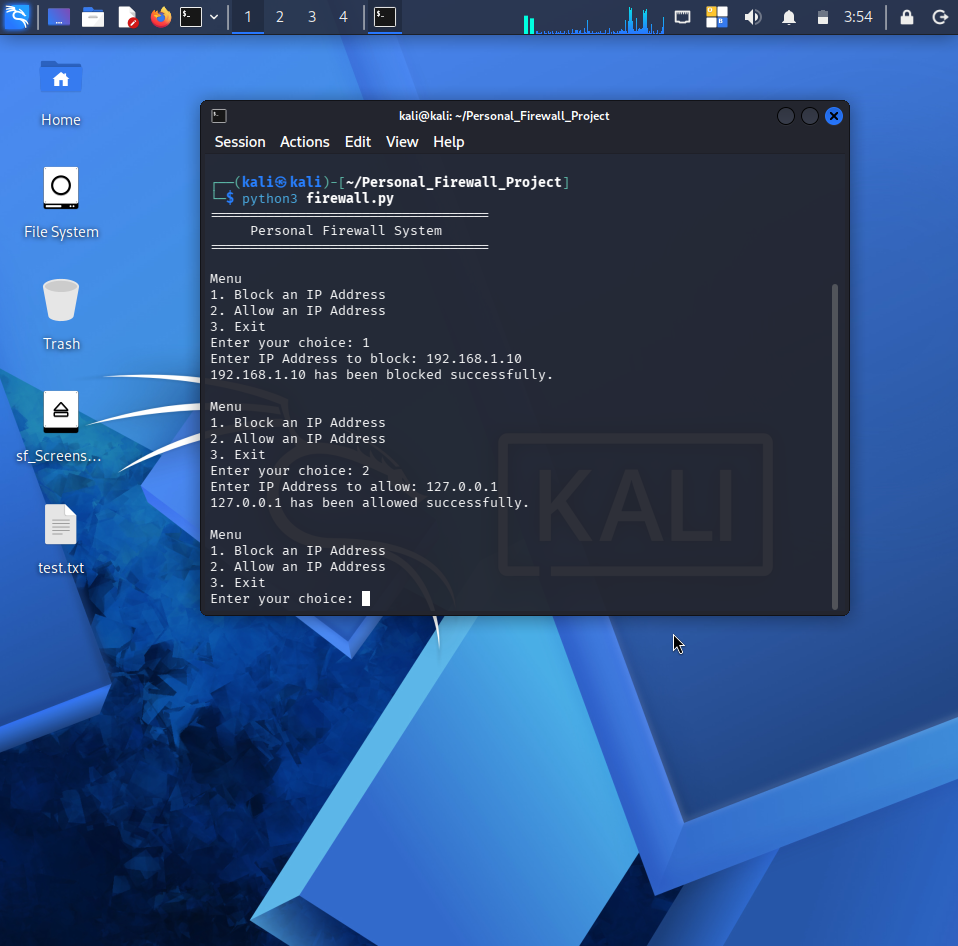 1 2 3 4 3:54
Home
File System
Trash
sf_Screens...
test.txt
kali@kali: ~/Personal_Firewall_Project
Session Actions Edit View Help
┌──(kali㉿kali)-[~/Personal_Firewall_Project]
└─$ python3 firewall.py
===================================
Personal Firewall System
===================================
Menu
1. Block an IP Address
2. Allow an IP Address
3. Exit
Enter your choice: 1
Enter IP Address to block: 192.168.1.10
192.168.1.10 has been blocked successfully.
Menu
1. Block an IP Address
2. Allow an IP Address
3. Exit
Enter your choice: 2
Enter IP Address to allow: 127.0.0.1
127.0.0.1 has been allowed successfully.
Menu
1. Block an IP Address
2. Allow an IP Address
3. Exit
Enter your choice:
KALI